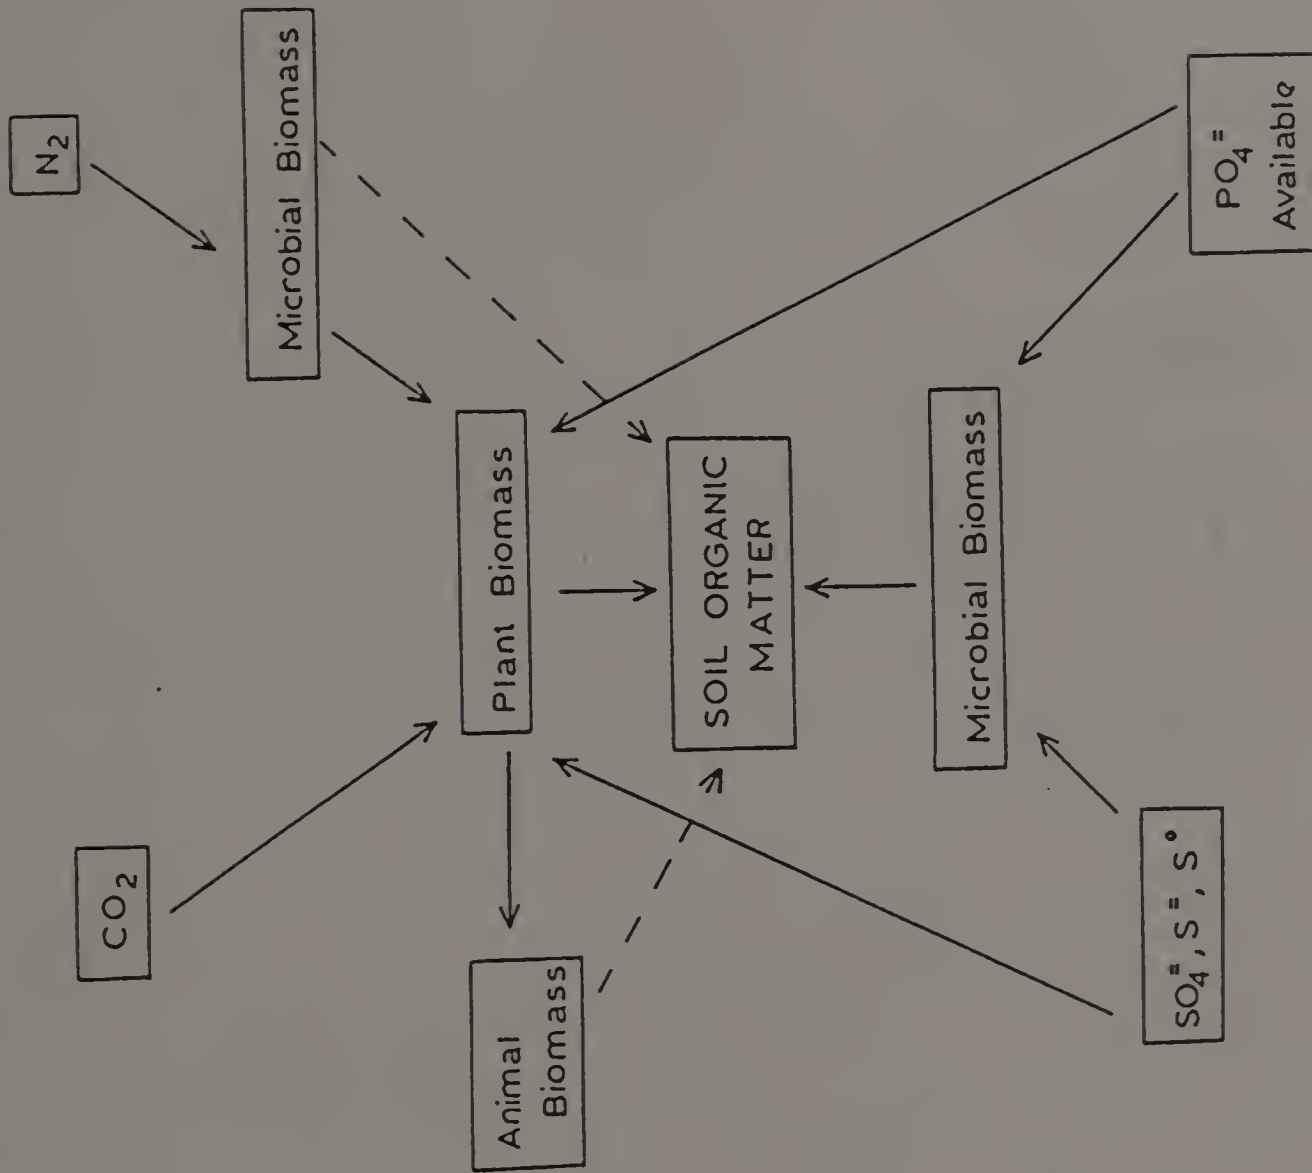 CO₂
N₂
Microbial Biomass
Animal
Biomass
Plant Biomass
SOIL ORGANIC
MATTER
Microbial Biomass
SO₄⁼, S⁼, S°
PO₄⁼
Available